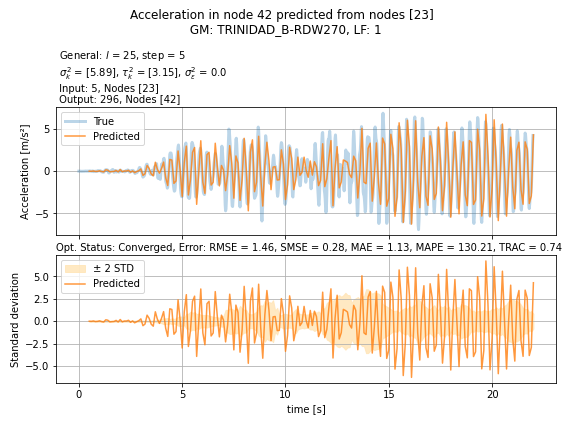 Acceleration in node 42 predicted from nodes [23]
GM: TRINIDAD_B-RDW270, LF: 1
General: l = 25, step = 5
σ²ₖ = [5.89], τ²ₖ = [3.15], σ²ε = 0.0
Input: 5, Nodes [23]
Output: 296, Nodes [42]
True
Predicted
Acceleration [m/s²]
5
0
−5
Opt. Status: Converged, Error: RMSE = 1.46, SMSE = 0.28, MAE = 1.13, MAPE = 130.21, TRAC = 0.74
± 2 STD
Predicted
Standard deviation
5.0
2.5
0.0
−2.5
−5.0
0 5 10 15 20
time [s]